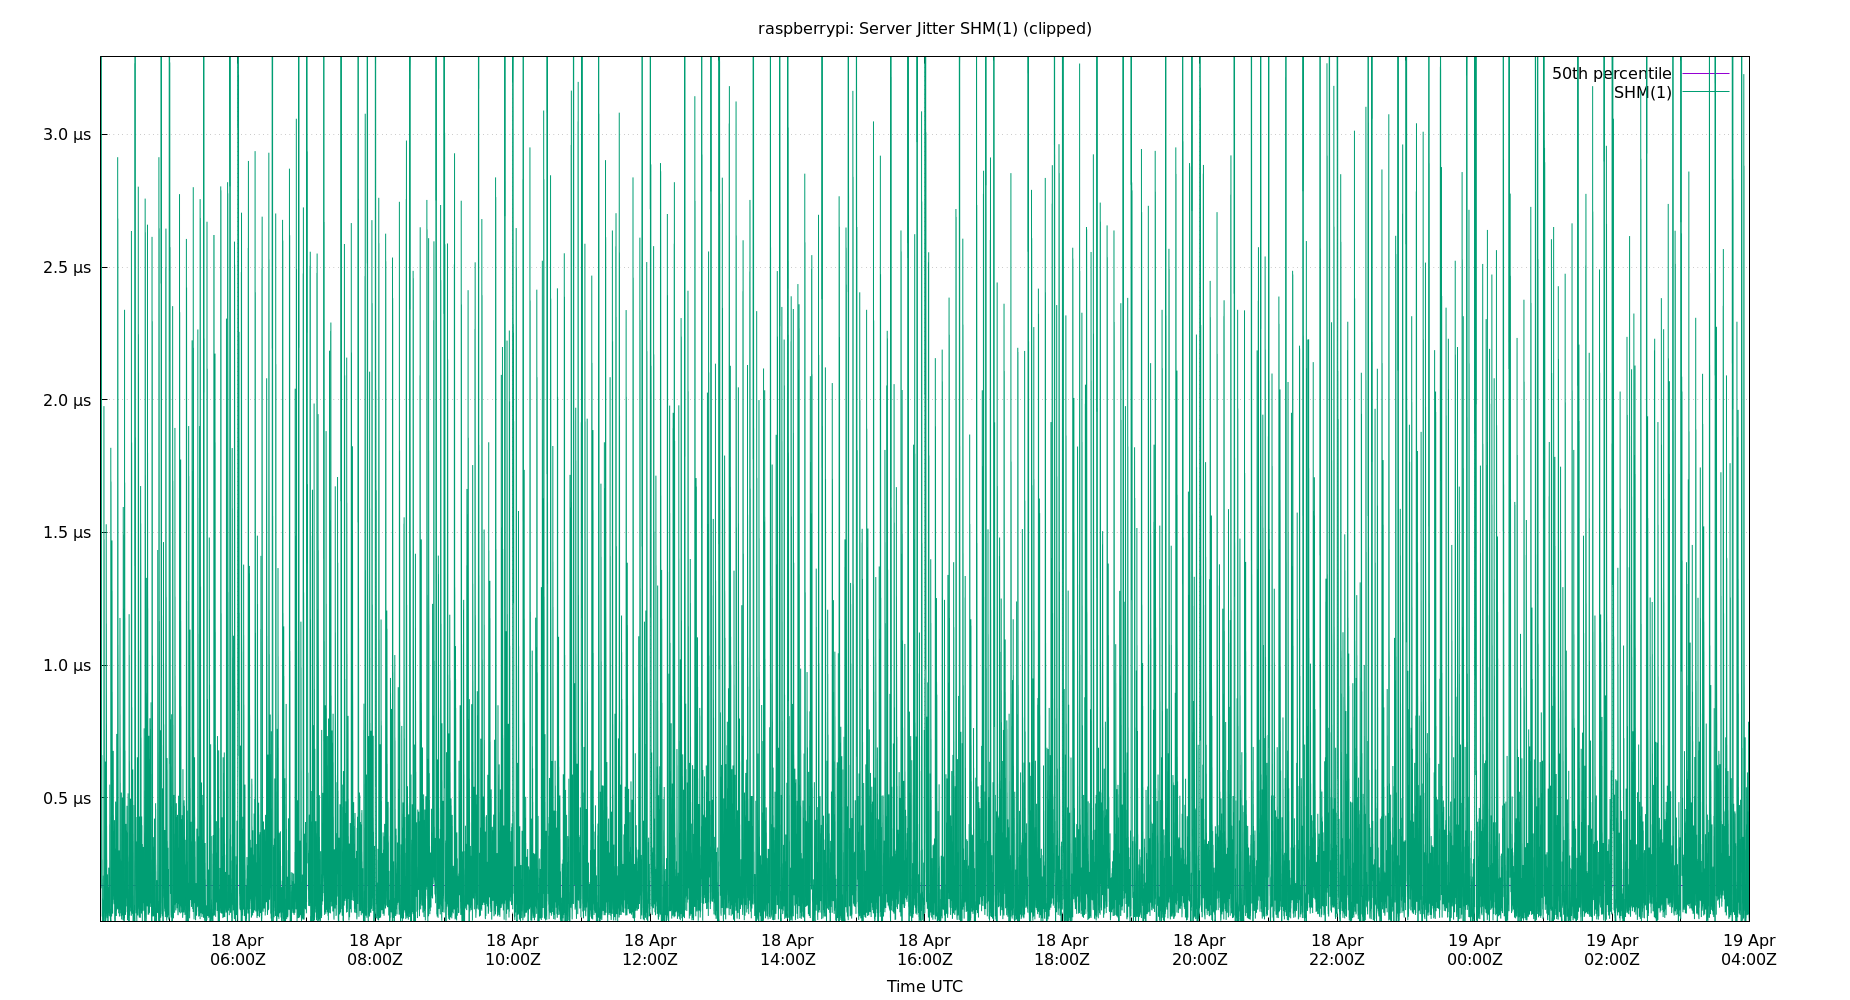 raspberrypi: Server Jitter SHM(1) (clipped)
50th percentile
SHM(1)
3.0 µs
2.5 µs
2.0 µs
1.5 µs
1.0 µs
0.5 µs
18 Apr 18 Apr 18 Apr 18 Apr 18 Apr 18 Apr 18 Apr 18 Apr 18 Apr 19 Apr 19 Apr 19 Apr
06:00Z 08:00Z 10:00Z 12:00Z 14:00Z 16:00Z 18:00Z 20:00Z 22:00Z 00:00Z 02:00Z 04:00Z
Time UTC